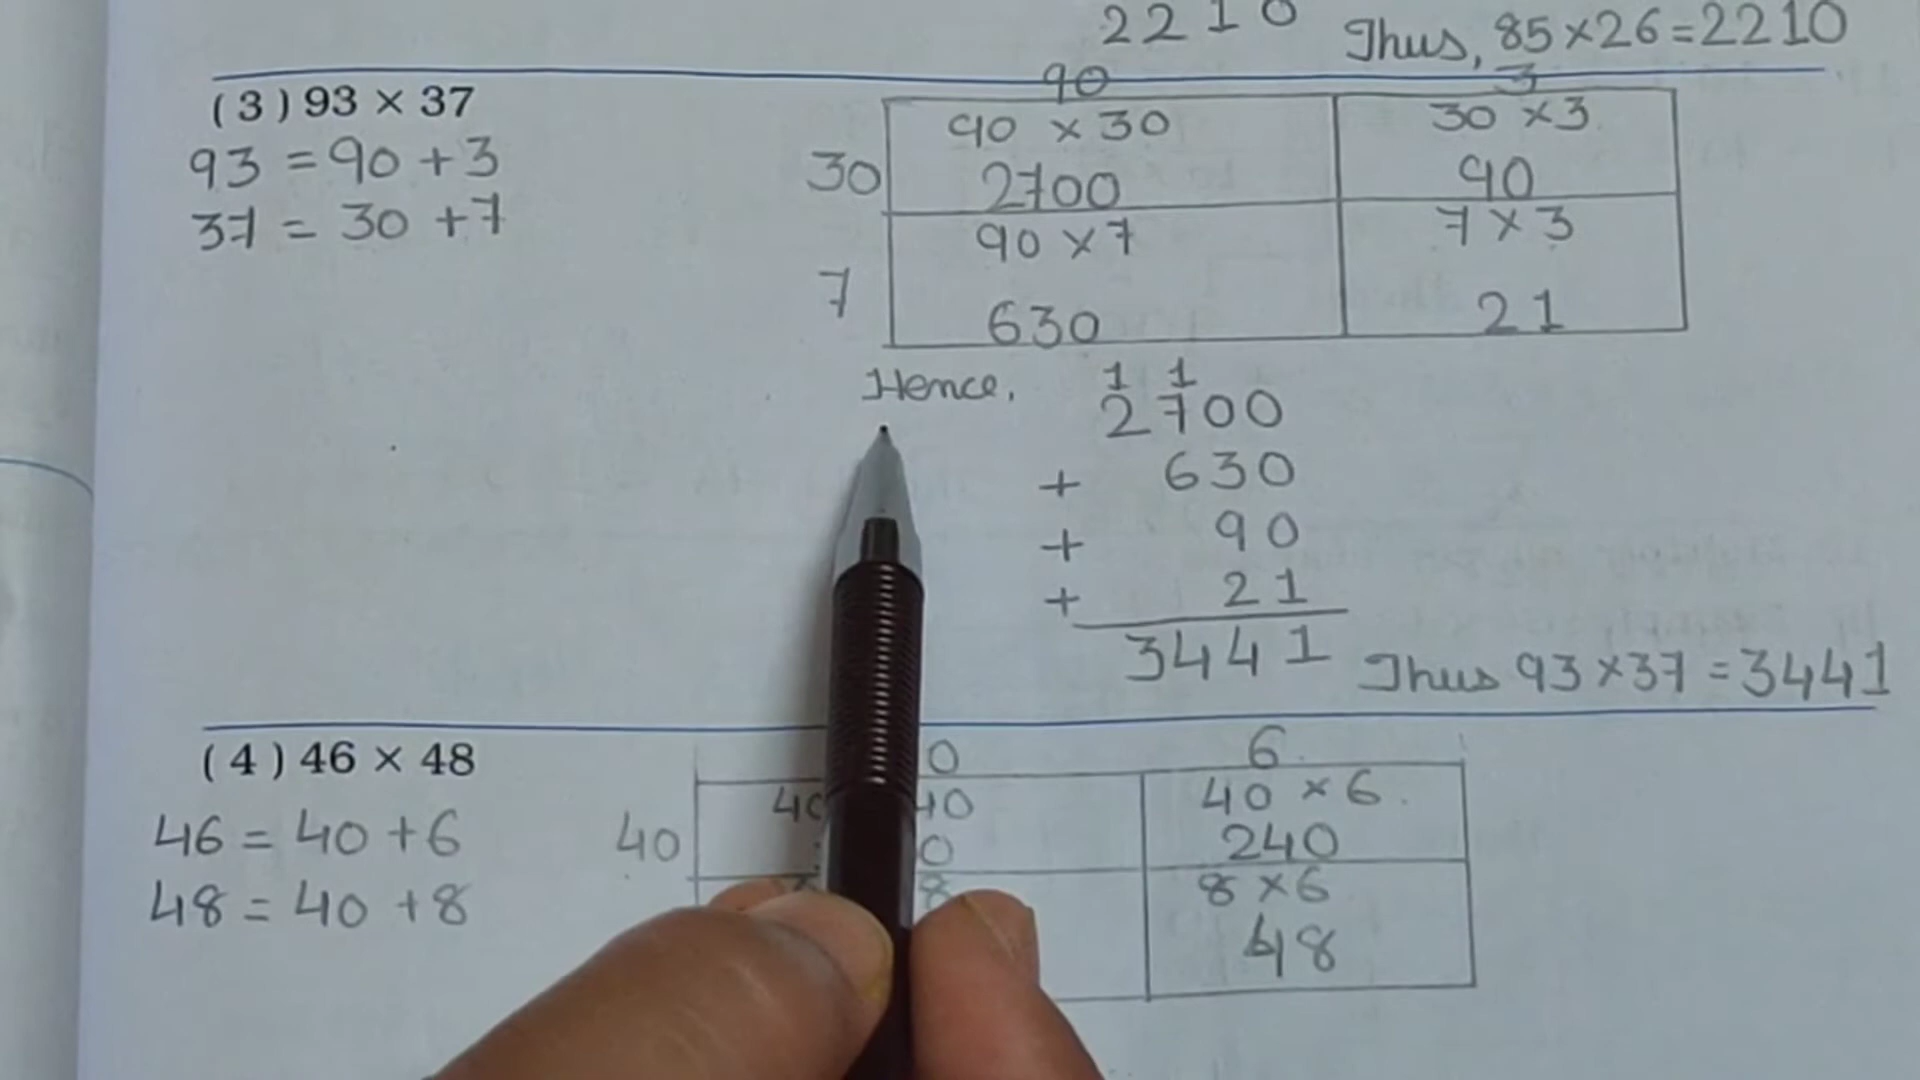 2210
Thus, 85×26=2210
(3) 93 × 37
93 = 90 + 3
37 = 30 + 7
90 3
30 90 × 30 30 × 3
2700 90
7 90 × 7 7 × 3
630 21
Hence,
1 1
2700
+ 630
+ 90
+ 21
3441
Thus 93×37=3441
(4) 46 × 48
46 = 40 + 6
48 = 40 + 8
6
40 40 × 6
240
8 × 6
48